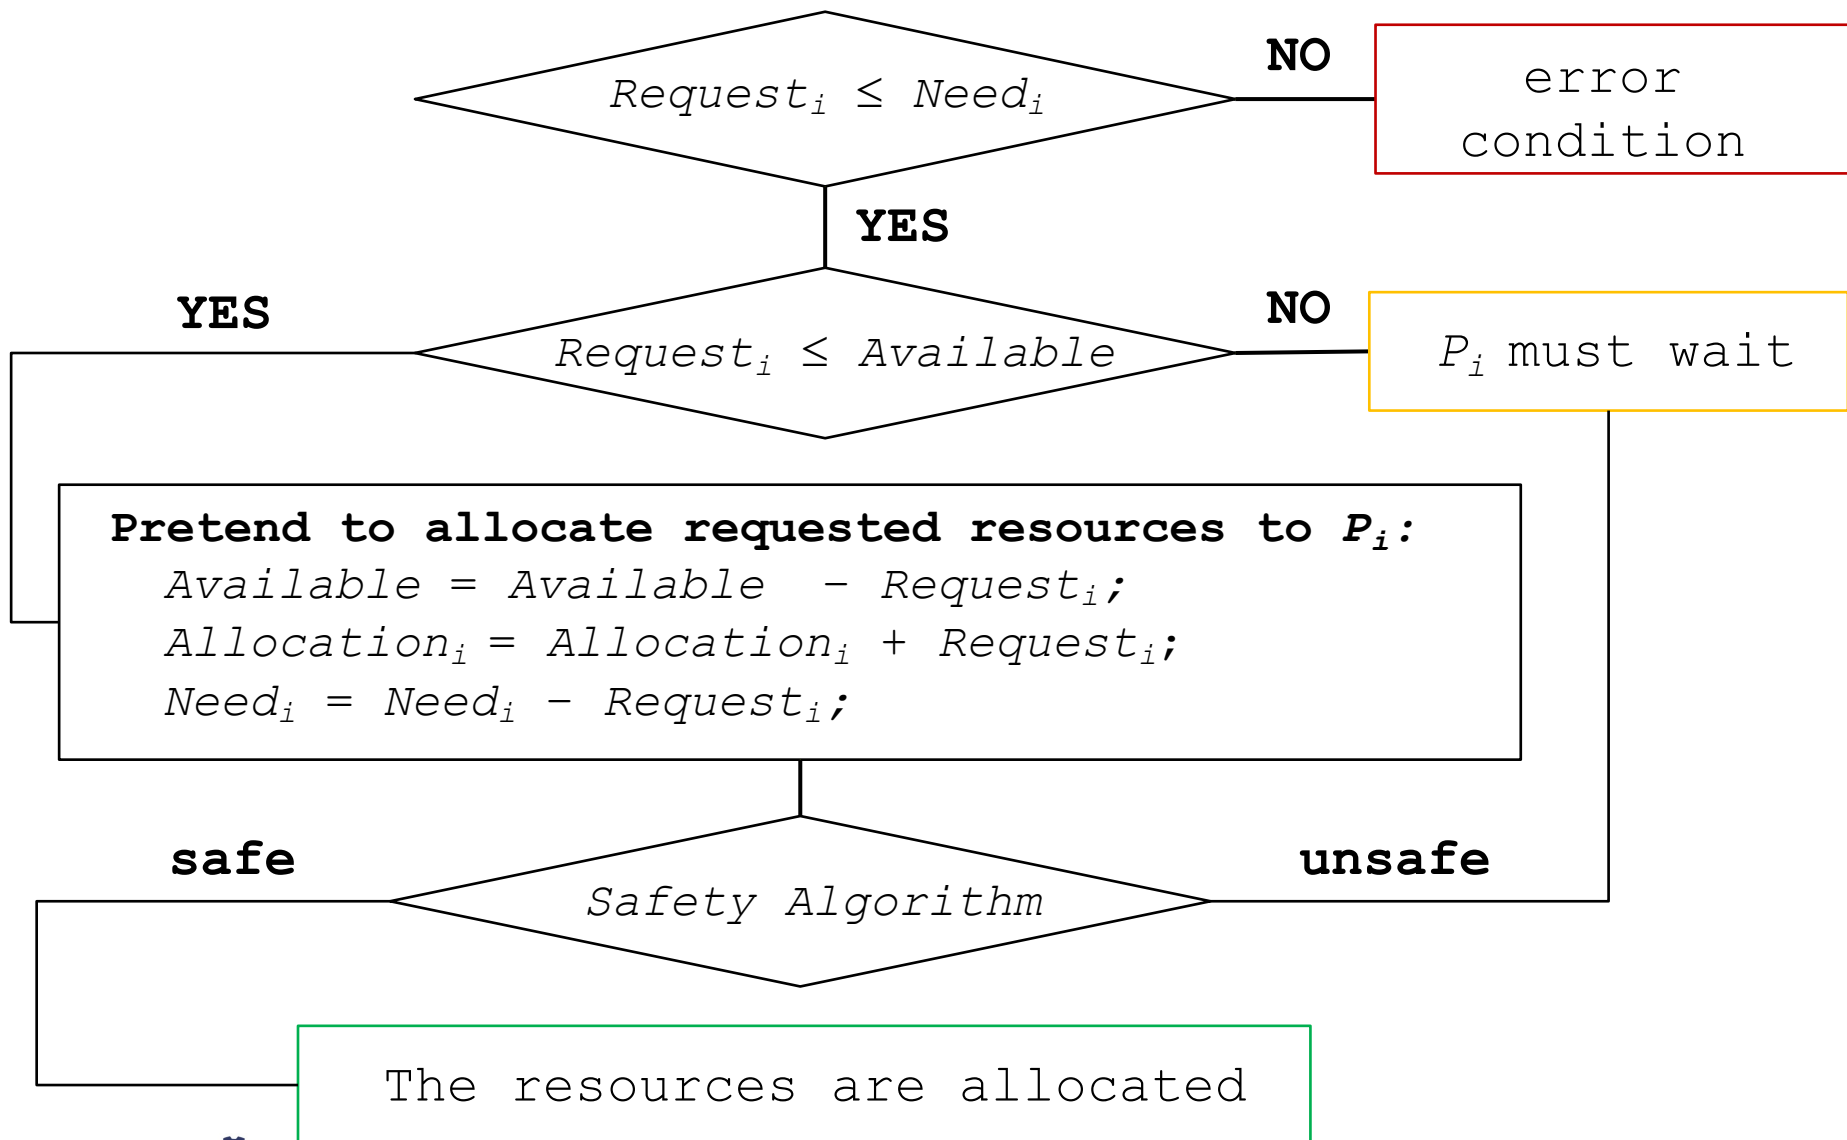 Requestᵢ ≤ Needᵢ
NO
error
condition
YES
YES
Requestᵢ ≤ Available
NO
Pᵢ must wait
Pretend to allocate requested resources to Pᵢ:
Available = Available – Requestᵢ;
Allocationᵢ = Allocationᵢ + Requestᵢ;
Needᵢ = Needᵢ – Requestᵢ;
safe
Safety Algorithm
unsafe
The resources are allocated